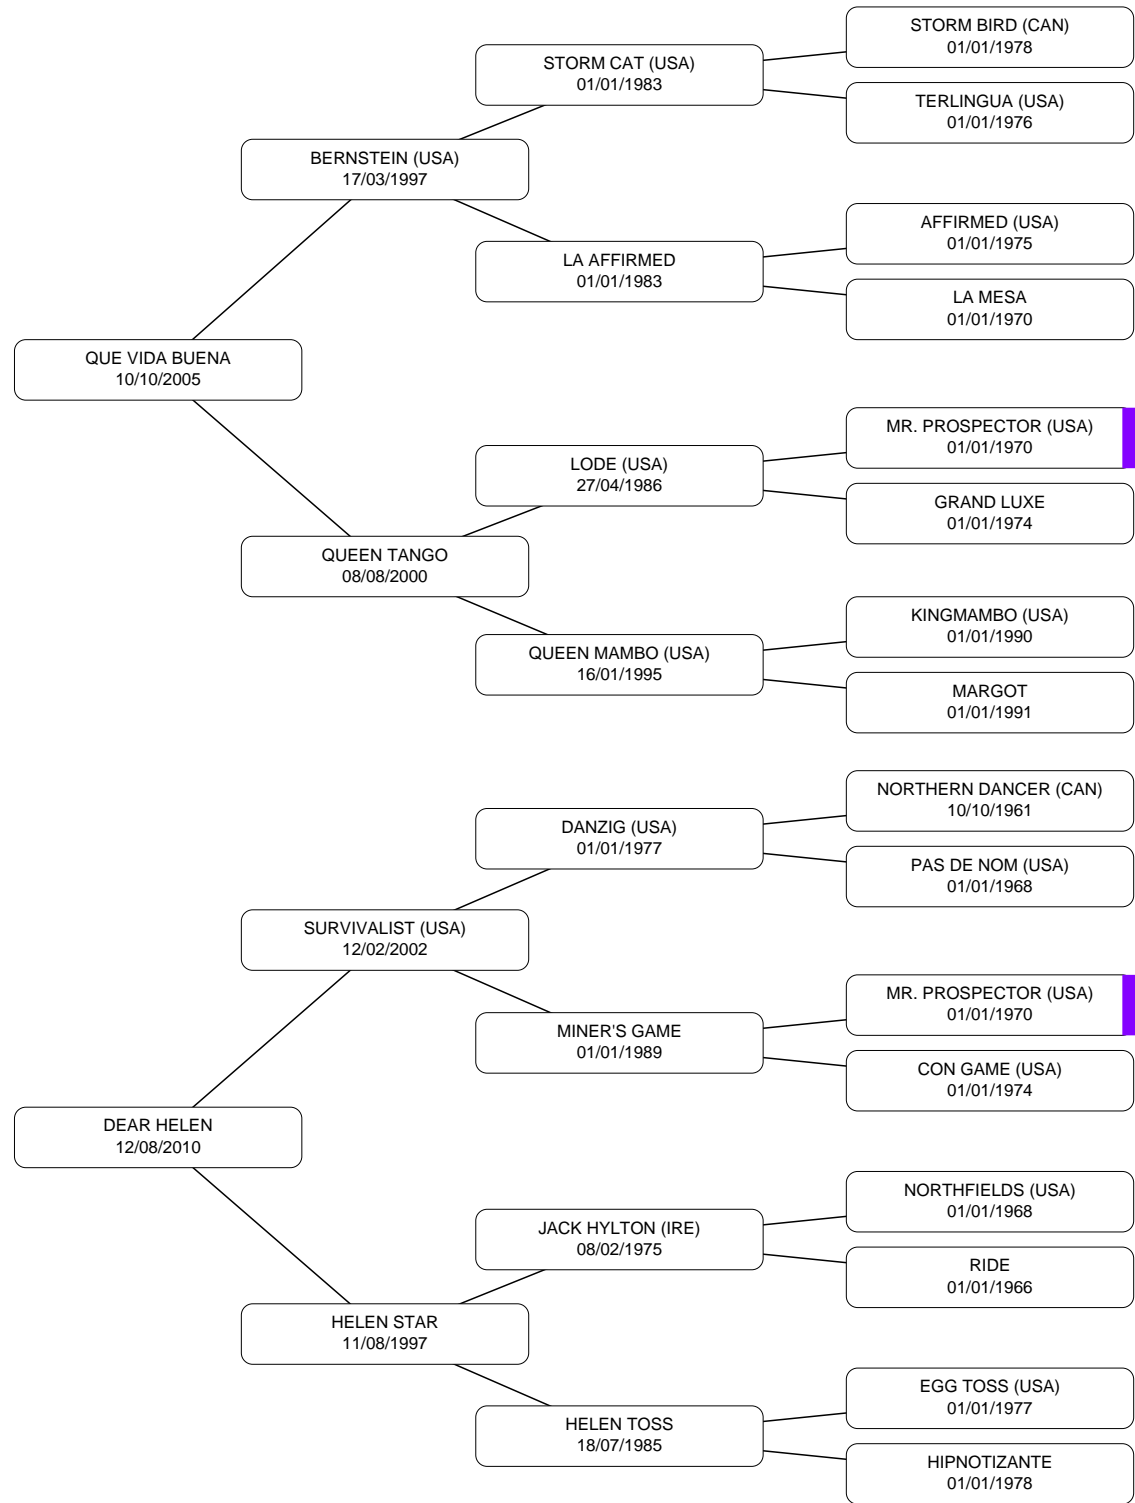 STORM BIRD (CAN)
01/01/1978
STORM CAT (USA)
01/01/1983
TERLINGUA (USA)
01/01/1976
BERNSTEIN (USA)
17/03/1997
AFFIRMED (USA)
01/01/1975
LA AFFIRMED
01/01/1983
LA MESA
01/01/1970
QUE VIDA BUENA
10/10/2005
MR. PROSPECTOR (USA)
01/01/1970
LODE (USA)
27/04/1986
GRAND LUXE
01/01/1974
QUEEN TANGO
08/08/2000
KINGMAMBO (USA)
01/01/1990
QUEEN MAMBO (USA)
16/01/1995
MARGOT
01/01/1991
NORTHERN DANCER (CAN)
10/10/1961
DANZIG (USA)
01/01/1977
PAS DE NOM (USA)
01/01/1968
SURVIVALIST (USA)
12/02/2002
MR. PROSPECTOR (USA)
01/01/1970
MINER'S GAME
01/01/1989
CON GAME (USA)
01/01/1974
DEAR HELEN
12/08/2010
NORTHFIELDS (USA)
01/01/1968
JACK HYLTON (IRE)
08/02/1975
RIDE
01/01/1966
HELEN STAR
11/08/1997
EGG TOSS (USA)
01/01/1977
HELEN TOSS
18/07/1985
HIPNOTIZANTE
01/01/1978